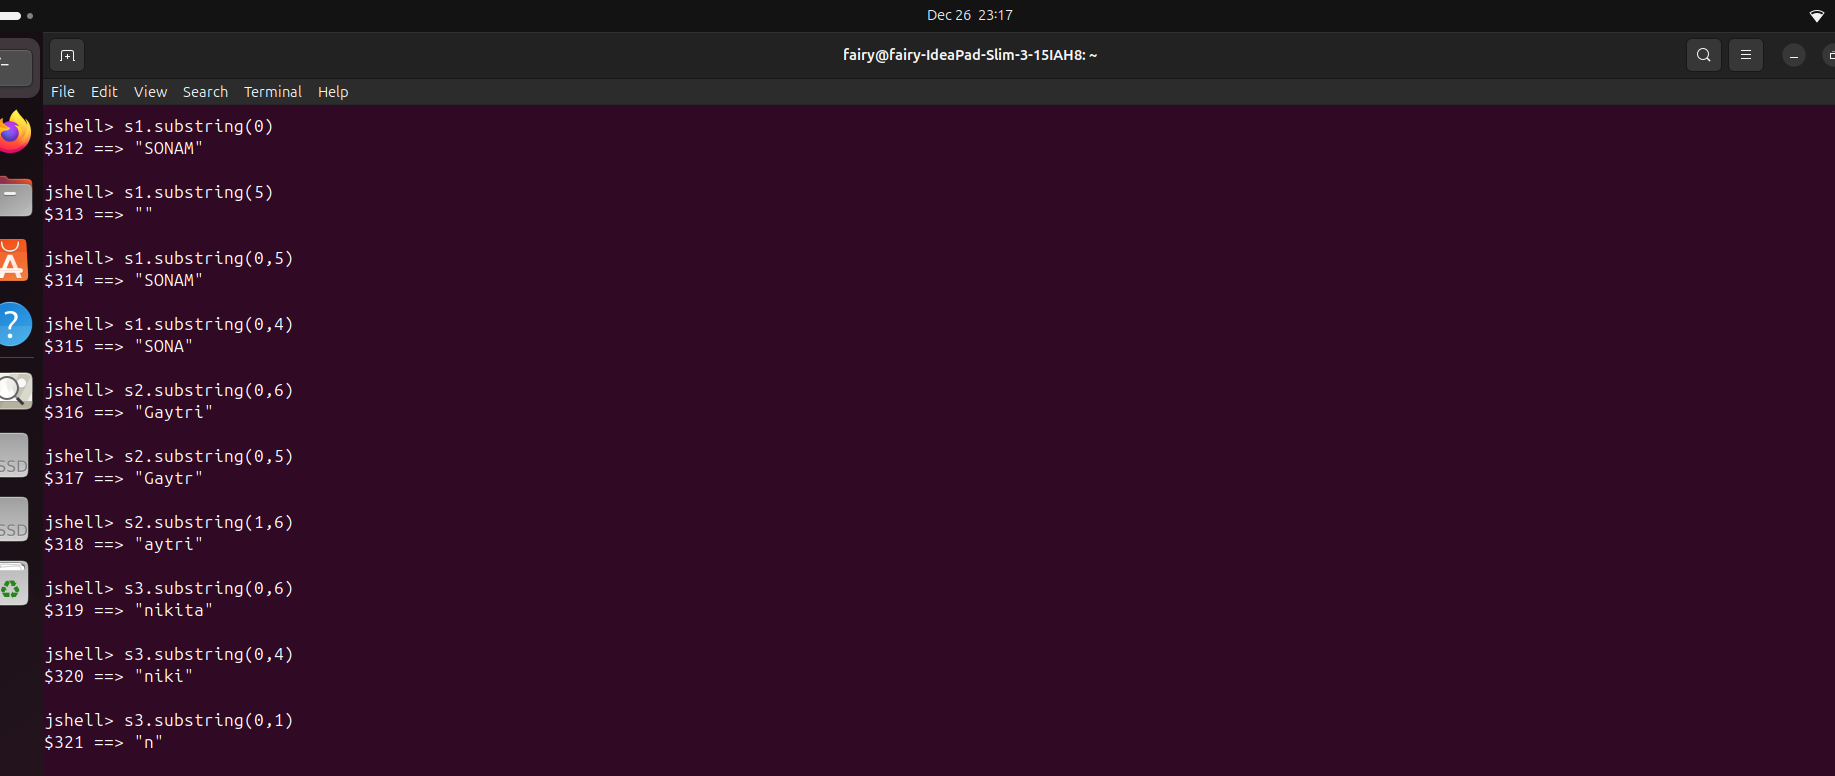 Dec 26 23:17
fairy@fairy-IdeaPad-Slim-3-15IAH8: ~
File Edit View Search Terminal Help
jshell> s1.substring(0)
$312 ==> "SONAM"
jshell> s1.substring(5)
$313 ==> ""
jshell> s1.substring(0,5)
$314 ==> "SONAM"
jshell> s1.substring(0,4)
$315 ==> "SONA"
jshell> s2.substring(0,6)
$316 ==> "Gaytri"
jshell> s2.substring(0,5)
$317 ==> "Gaytr"
jshell> s2.substring(1,6)
$318 ==> "aytri"
jshell> s3.substring(0,6)
$319 ==> "nikita"
jshell> s3.substring(0,4)
$320 ==> "niki"
jshell> s3.substring(0,1)
$321 ==> "n"
SSD
SSD